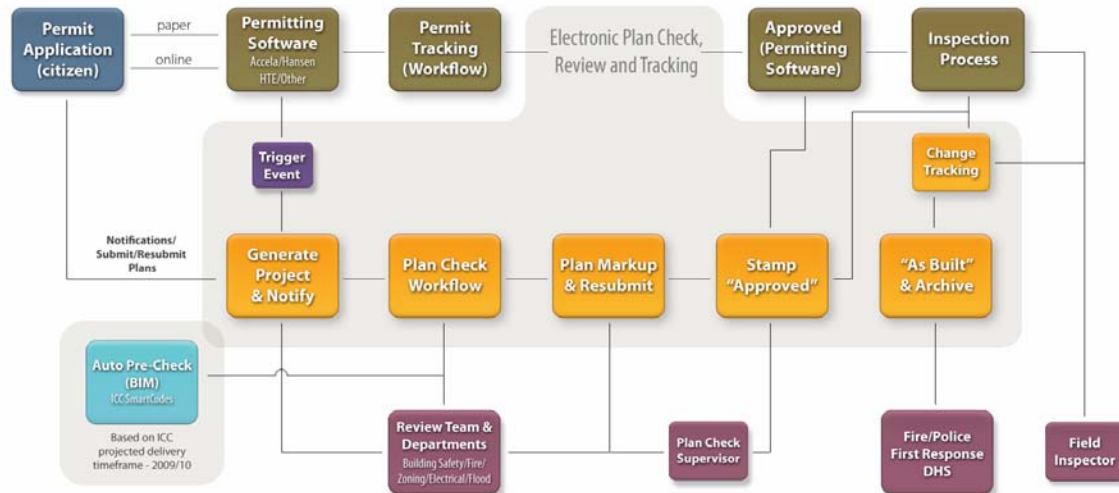 Permit
Application
(citizen)
paper
online
Permitting
Software
Accela/Hansen
HTE/Other
Permit
Tracking
(Workflow)
Electronic Plan Check,
Review and Tracking
Approved
(Permitting
Software)
Inspection
Process
Trigger
Event
Change
Tracking
Notifications/
Submit/Resubmit
Plans
Generate
Project
& Notify
Plan Check
Workflow
Plan Markup
& Resubmit
Stamp
“Approved”
“As Built”
& Archive
Auto Pre-Check
(BIM)
ICC SmartCodes
Based on ICC
projected delivery
timeframe - 2009/10
Review Team &
Departments
Building Safety/Fire/
Zoning/Electrical/Flood
Plan Check
Supervisor
Fire/Police
First Response
DHS
Field
Inspector